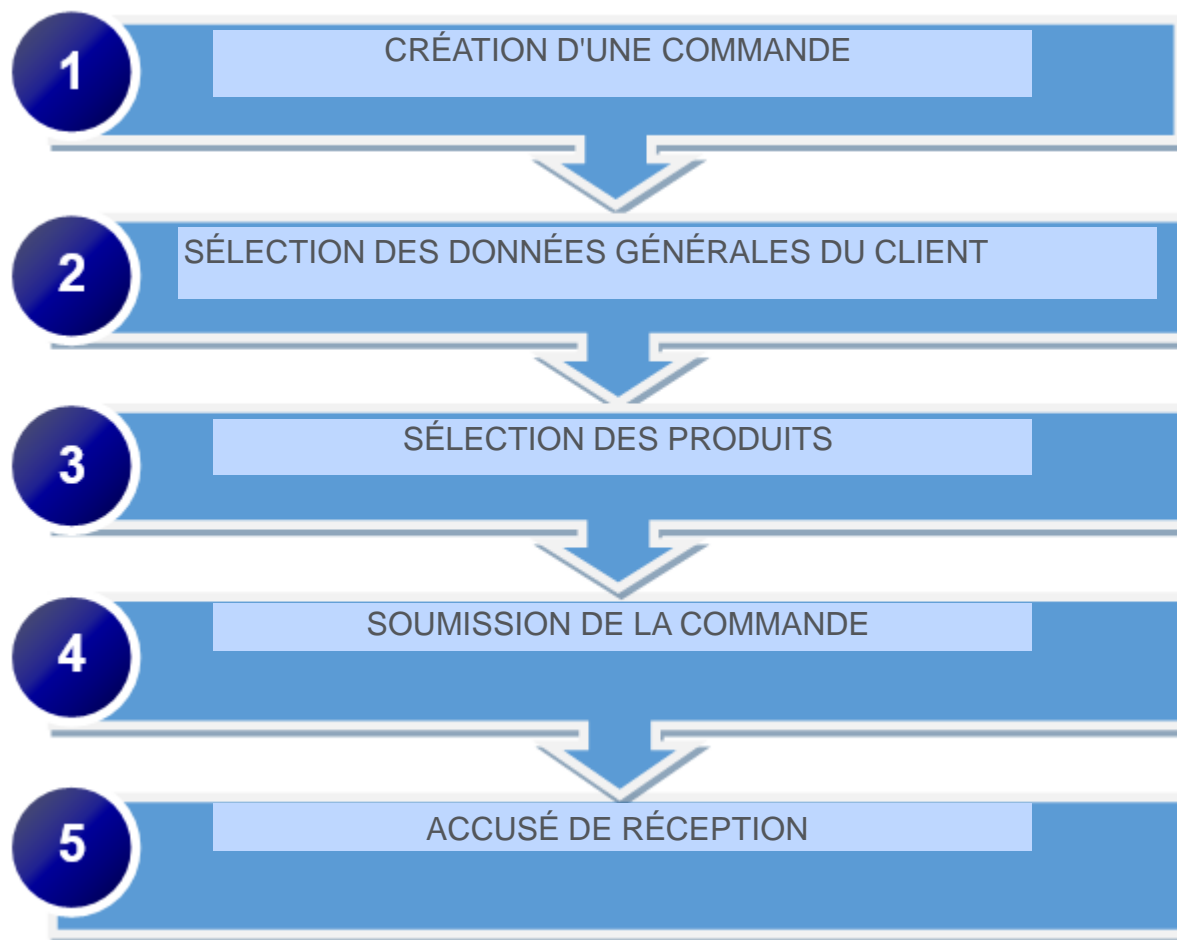 1
CRÉATION D'UNE COMMANDE
2
SÉLECTION DES DONNÉES GÉNÉRALES DU CLIENT
3
SÉLECTION DES PRODUITS
4
SOUMISSION DE LA COMMANDE
5
ACCUSÉ DE RÉCEPTION